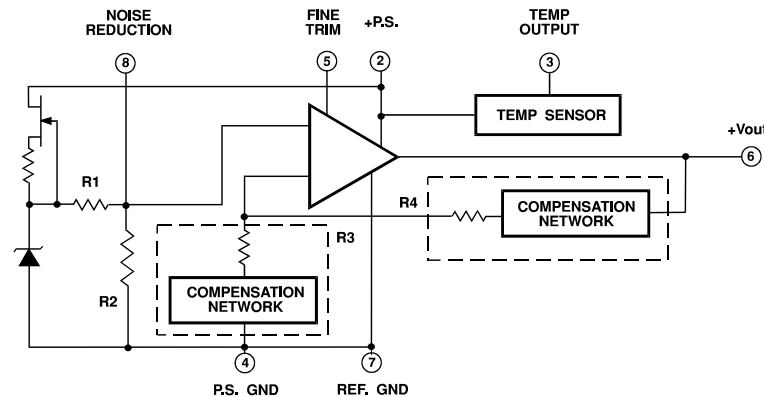 NOISE
REDUCTION
8
FINE
TRIM
5
+P.S.
2
TEMP
OUTPUT
3
TEMP SENSOR
+Vout
6
R1
R2
R3
COMPENSATION
NETWORK
R4
COMPENSATION
NETWORK
4
P.S. GND
7
REF. GND